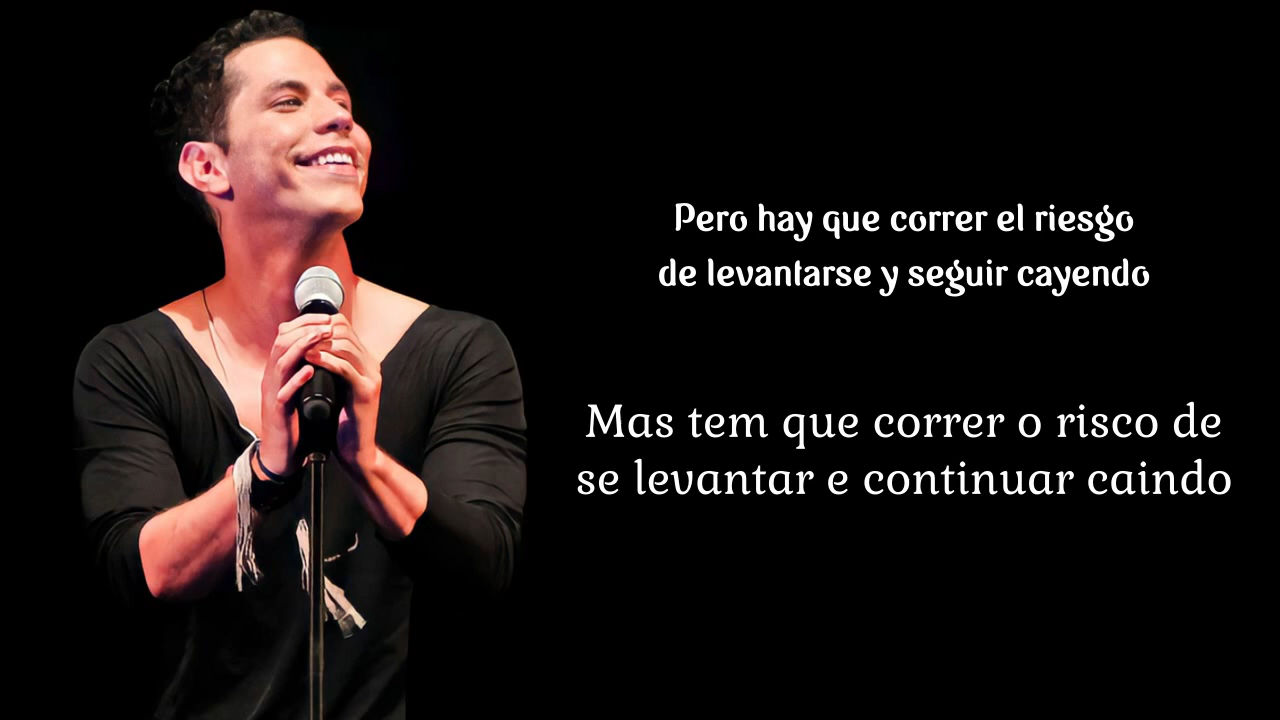 Pero hay que correr el riesgo
de levantarse y seguir cayendo
Mas tem que correr o risco de
se levantar e continuar caindo